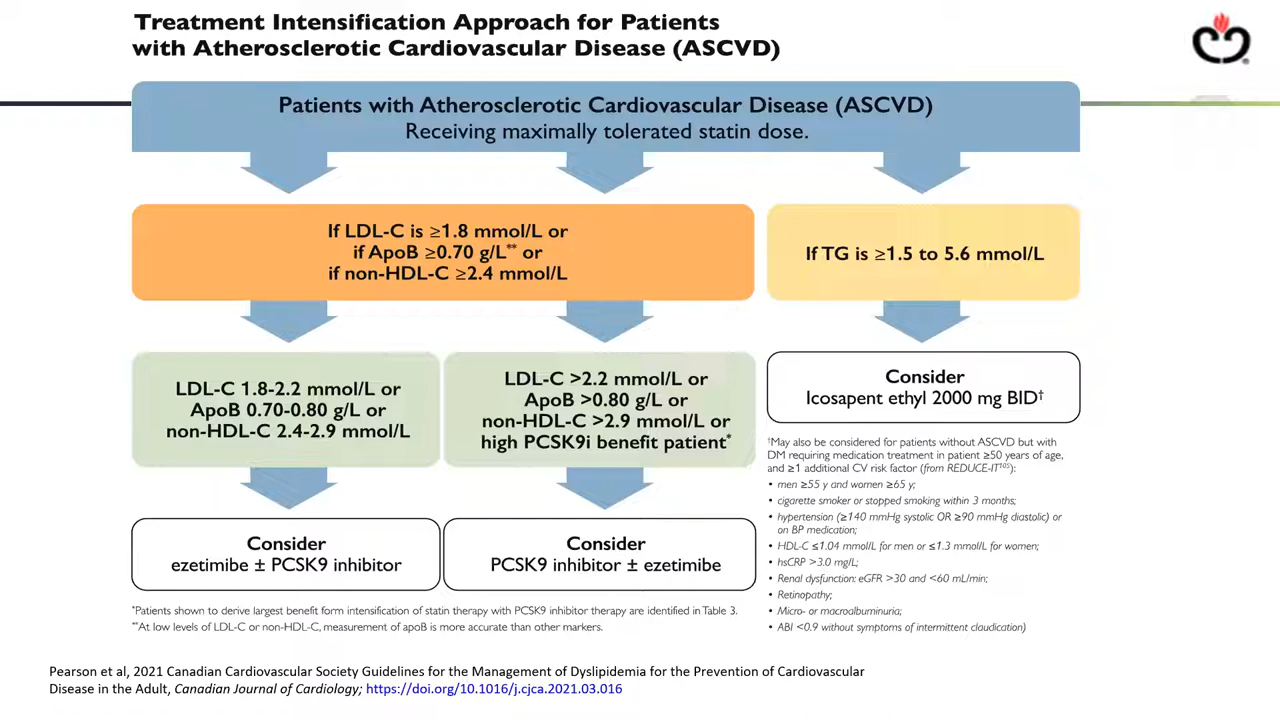 Treatment Intensification Approach for Patients
with Atherosclerotic Cardiovascular Disease (ASCVD)
Patients with Atherosclerotic Cardiovascular Disease (ASCVD)
Receiving maximally tolerated statin dose.
If LDL-C is ≥1.8 mmol/L or
if ApoB ≥0.70 g/L** or
if non-HDL-C ≥2.4 mmol/L
If TG is ≥1.5 to 5.6 mmol/L
LDL-C 1.8-2.2 mmol/L or
ApoB 0.70-0.80 g/L or
non-HDL-C 2.4-2.9 mmol/L
LDL-C >2.2 mmol/L or
ApoB >0.80 g/L or
non-HDL-C >2.9 mmol/L or
high PCSK9i benefit patient*
Consider
Icosapent ethyl 2000 mg BID†
Consider
ezetimibe ± PCSK9 inhibitor
Consider
PCSK9 inhibitor ± ezetimibe
†May also be considered for patients without ASCVD but with
DM requiring medication treatment in patient ≥50 years of age,
and ≥1 additional CV risk factor (from REDUCE-IT¹⁰⁵):
• men ≥55 y and women ≥65 y;
• cigarette smoker or stopped smoking within 3 months;
• hypertension (≥140 mmHg systolic OR ≥90 mmHg diastolic) or
on BP medication;
• HDL-C ≤1.04 mmol/L for men or ≤1.3 mmol/L for women;
• hsCRP >3.0 mg/L;
• Renal dysfunction: eGFR >30 and <60 mL/min;
• Retinopathy;
• Micro- or macroalbuminuria;
• ABI <0.9 without symptoms of intermittent claudication)
*Patients shown to derive largest benefit form intensification of statin therapy with PCSK9 inhibitor therapy are identified in Table 3.
**At low levels of LDL-C or non-HDL-C, measurement of apoB is more accurate than other markers.
Pearson et al, 2021 Canadian Cardiovascular Society Guidelines for the Management of Dyslipidemia for the Prevention of Cardiovascular
Disease in the Adult, Canadian Journal of Cardiology; https://doi.org/10.1016/j.cjca.2021.03.016